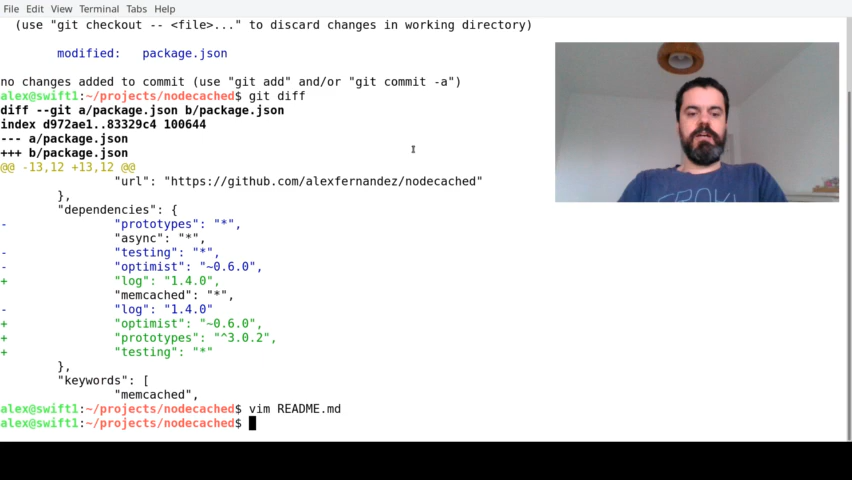 File Edit View Terminal Tabs Help
(use "git checkout -- <file>..." to discard changes in working directory)
modified: package.json
no changes added to commit (use "git add" and/or "git commit -a")
alex@swift1:~/projects/nodecached$ git diff
diff --git a/package.json b/package.json
index d972ae1..83329c4 100644
--- a/package.json
+++ b/package.json
@@ -13,12 +13,12 @@
"url": "https://github.com/alexfernandez/nodecached"
},
"dependencies": {
- "prototypes": "*",
"async": "*",
- "testing": "*",
- "optimist": "~0.6.0",
+ "log": "1.4.0",
"memcached": "*",
- "log": "1.4.0"
+ "optimist": "~0.6.0",
+ "prototypes": "^3.0.2",
+ "testing": "*"
},
"keywords": [
"memcached",
alex@swift1:~/projects/nodecached$ vim README.md
alex@swift1:~/projects/nodecached$